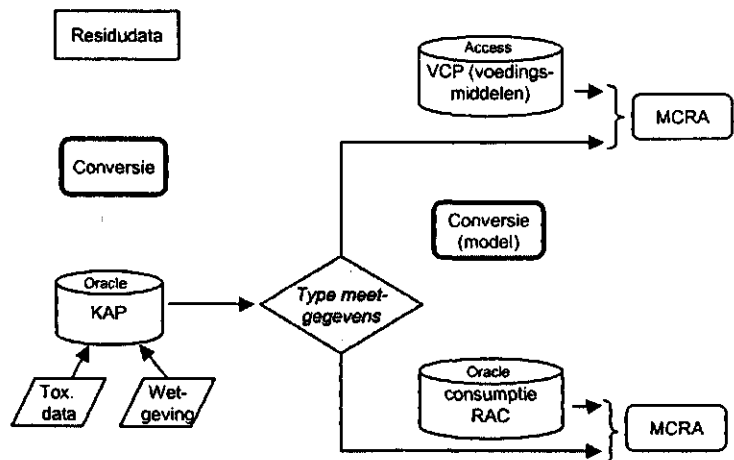 Residudata
Access
VCP (voedings-
middelen)
MCRA
Conversie
Conversie
(model)
Oracle
KAP
Type meet-
gegevens
Tox.
data
Wet-
geving
Oracle
consumptie
RAC
MCRA